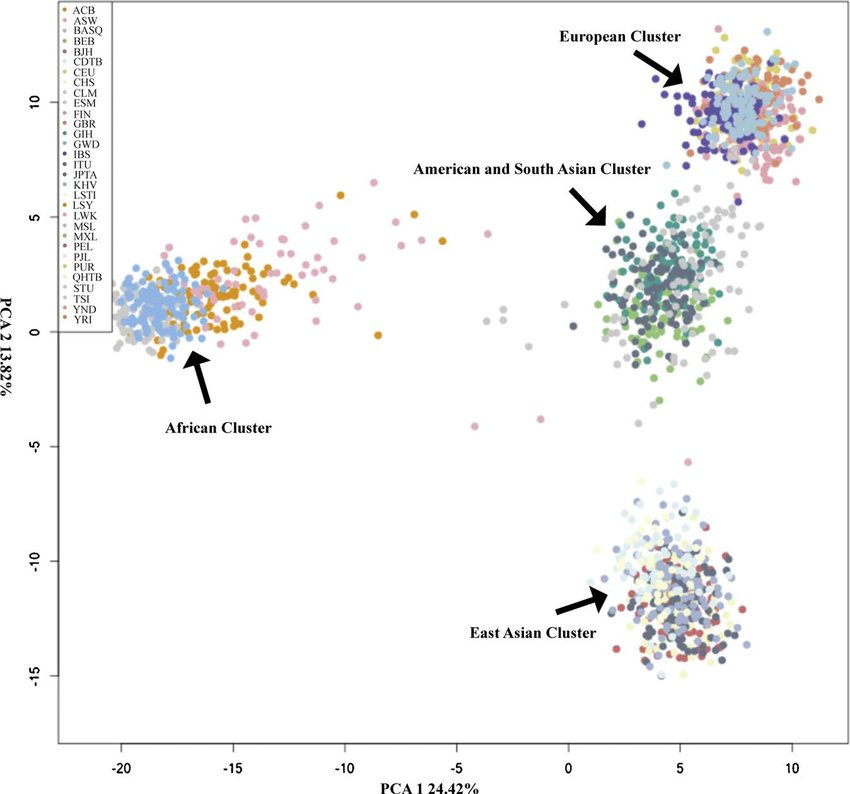 ACB
ASW
BASQ
BEB
BJH
CDTB
CEU
CHS
CLM
ESM
FIN
GBR
GIH
GWD
IBS
ITU
JPTA
KHV
LSTI
LSY
LWK
MSL
MXL
PEL
PJL
PUR
QHTB
STU
TSI
YND
YRI
European Cluster
American and South Asian Cluster
African Cluster
East Asian Cluster
10
5
0
-5
-10
-15
PCA 2 13.82%
-20
-15
-10
-5
0
5
10
PCA 1 24.42%